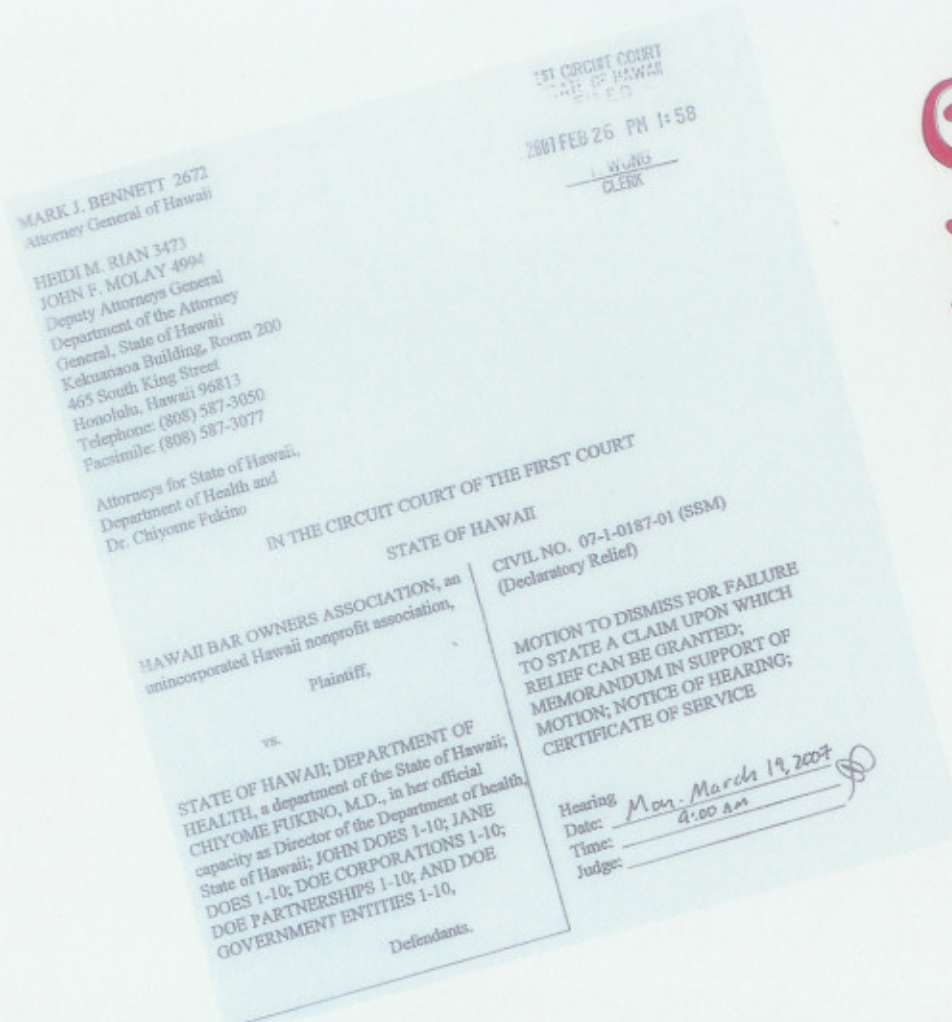 1ST CIRCUIT COURT
STATE OF HAWAII
FILED
2007 FEB 26 PM 1:58
CLERK
MARK J. BENNETT 2672
Attorney General of Hawaii
HEIDI M. RIAN 3473
JOHN F. MOLAY 4994
Deputy Attorneys General
Department of the Attorney
General, State of Hawaii
Kekuanaoa Building, Room 200
465 South King Street
Honolulu, Hawaii 96813
Telephone: (808) 587-3050
Facsimile: (808) 587-3077
Attorneys for State of Hawaii,
Department of Health and
Dr. Chiyome Fukino
IN THE CIRCUIT COURT OF THE FIRST COURT
STATE OF HAWAII
HAWAII BAR OWNERS ASSOCIATION, an
unincorporated Hawaii nonprofit association,
Plaintiff,
vs.
STATE OF HAWAII; DEPARTMENT OF
HEALTH, a department of the State of Hawaii;
CHIYOME FUKINO, M.D., in her official
capacity as Director of the Department of health,
State of Hawaii; JOHN DOES 1-10; JANE
DOES 1-10; DOE CORPORATIONS 1-10;
DOE PARTNERSHIPS 1-10; AND DOE
GOVERNMENT ENTITIES 1-10,
Defendants.
CIVIL NO. 07-1-0187-01 (SSM)
(Declaratory Relief)
MOTION TO DISMISS FOR FAILURE
TO STATE A CLAIM UPON WHICH
RELIEF CAN BE GRANTED;
MEMORANDUM IN SUPPORT OF
MOTION; NOTICE OF HEARING;
CERTIFICATE OF SERVICE
Hearing
Date: Mon. March 19, 2007
Time: 9:00 AM
Judge: